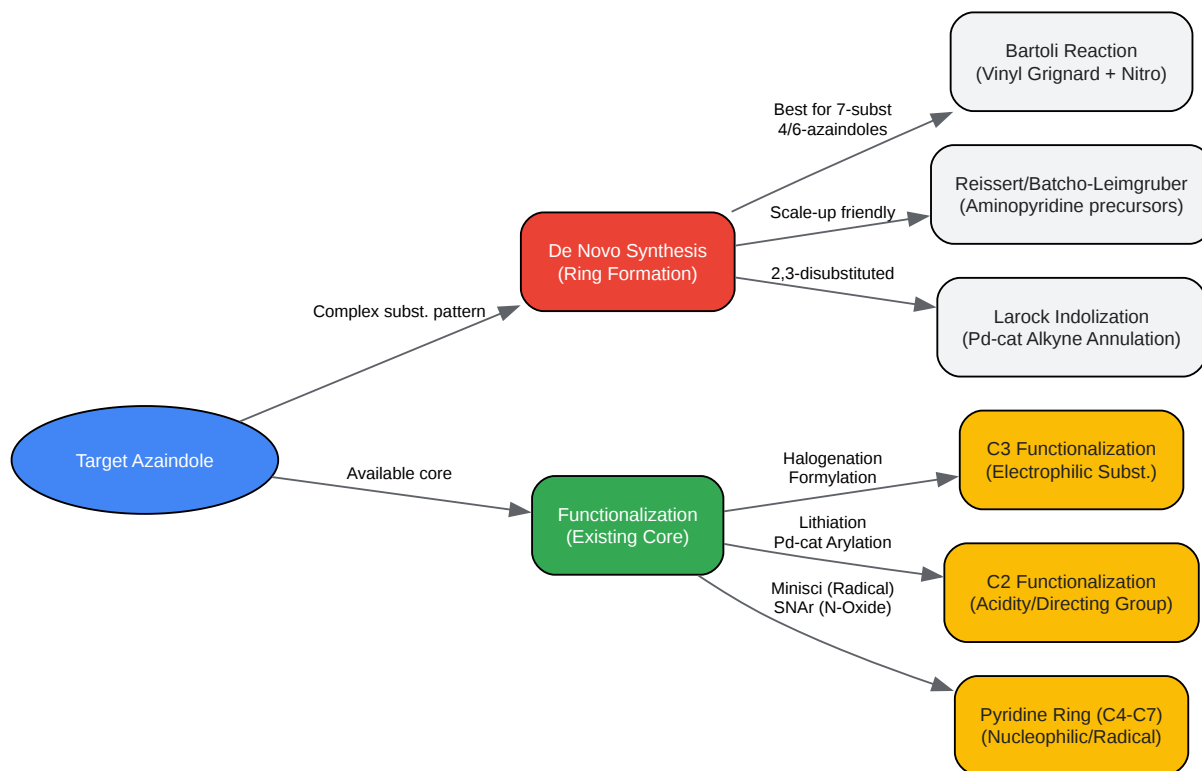 Bartoli Reaction
(Vinyl Grignard + Nitro)
Best for 7-subst
4/6-azaindoles
Reissert/Batcho-Leimgruber
(Aminopyridine precursors)
Scale-up friendly
De Novo Synthesis
(Ring Formation)
2,3-disubstituted
Larock Indolization
(Pd-cat Alkyne Annulation)
Complex subst. pattern
Target Azaindole
Available core
Halogenation
Formylation
C3 Functionalization
(Electrophilic Subst.)
Functionalization
(Existing Core)
Lithiation
Pd-cat Arylation
C2 Functionalization
(Acidity/Directing Group)
Minisci (Radical)
SNAr (N-Oxide)
Pyridine Ring (C4-C7)
(Nucleophilic/Radical)